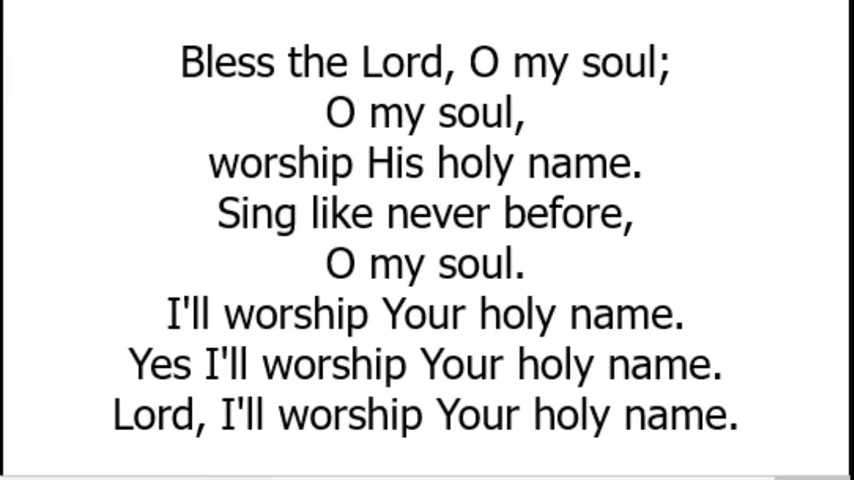 Bless the Lord, O my soul;
O my soul,
worship His holy name.
Sing like never before,
O my soul.
I'll worship Your holy name.
Yes I'll worship Your holy name.
Lord, I'll worship Your holy name.